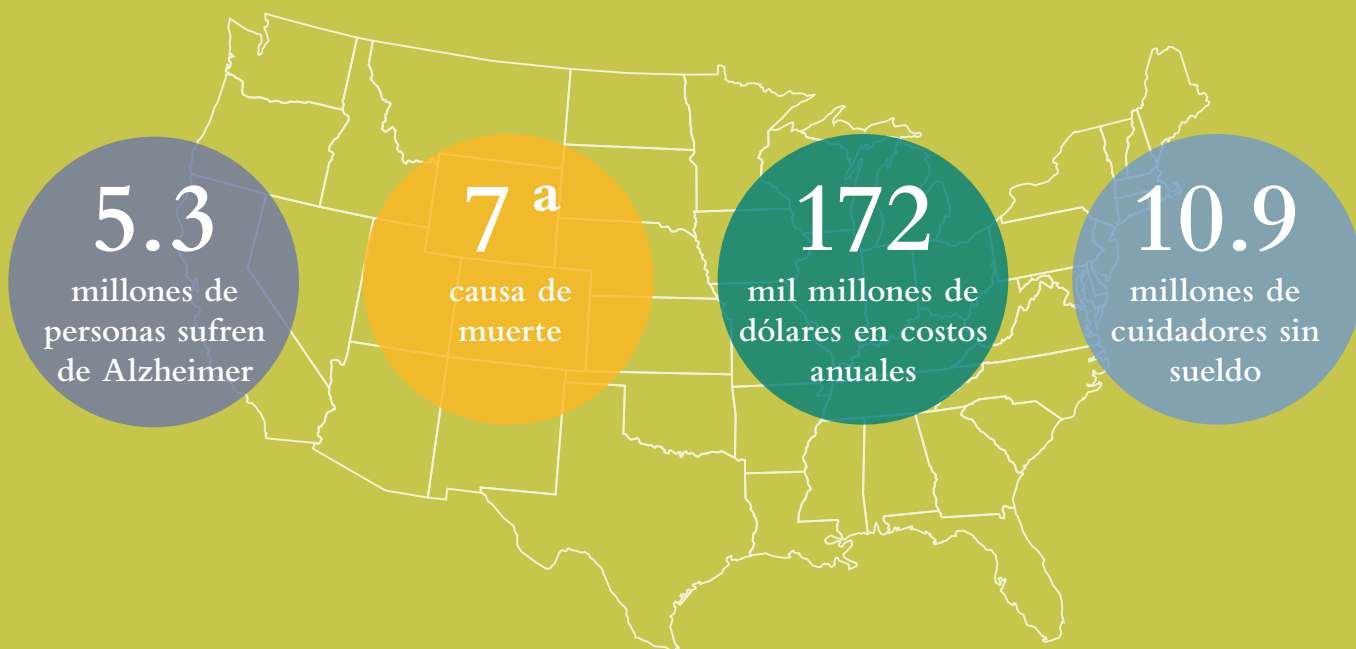 5.3
millones de
personas sufren
de Alzheimer
7 a
causa de
muerte
172
mil millones de
dólares en costos
anuales
10.9
millones de
cuidadores sin
sueldo